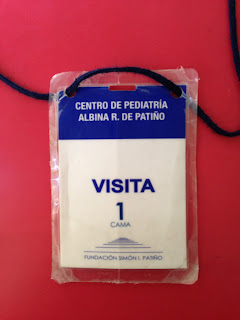 CENTRO DE PEDIATRÍA
ALBINA R. DE PATIÑO
VISITA
1
CAMA
FUNDACIÓN SIMÓN I. PATIÑO